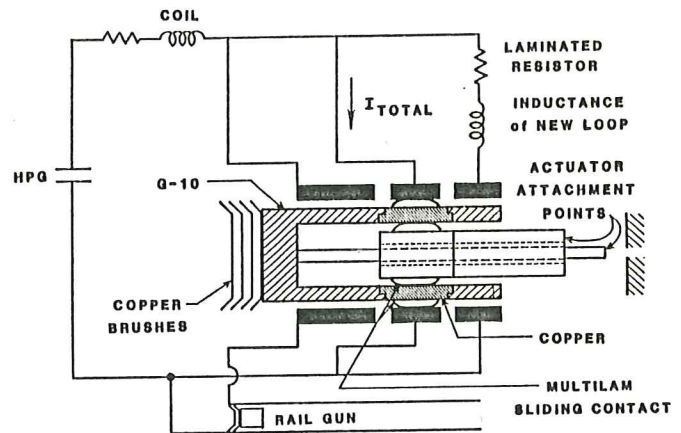 COIL
LAMINATED
RESISTOR
I TOTAL
INDUCTANCE
of NEW LOOP
HPG
G-10
ACTUATOR
ATTACHMENT
POINTS
COPPER
BRUSHES
COPPER
MULTILAM
SLIDING CONTACT
RAIL GUN